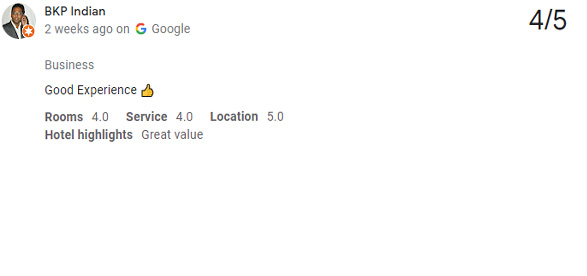 BKP Indian
4/5
2 weeks ago on Google
Business
Good Experience 👍
Rooms 4.0 Service 4.0 Location 5.0
Hotel highlights Great value